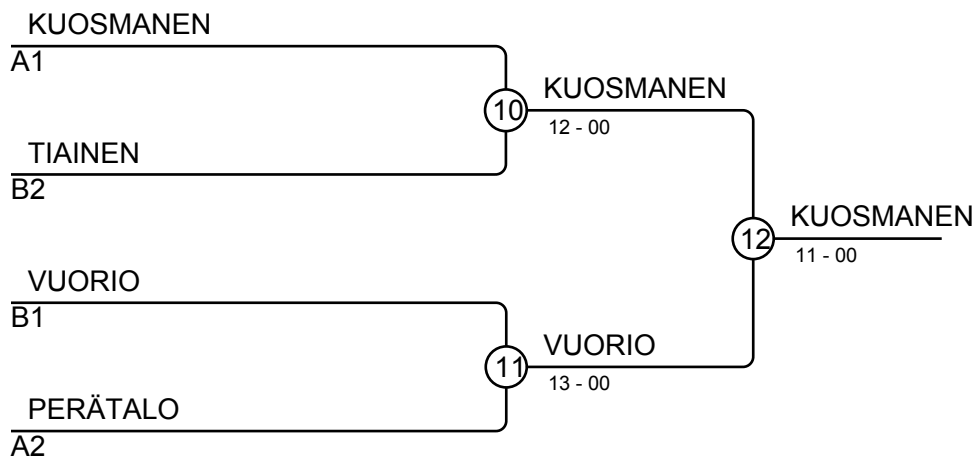 KUOSMANEN
A1
10
KUOSMANEN
12 - 00
TIAINEN
B2
12
KUOSMANEN
11 - 00
VUORIO
B1
11
VUORIO
13 - 00
PERÄTALO
A2